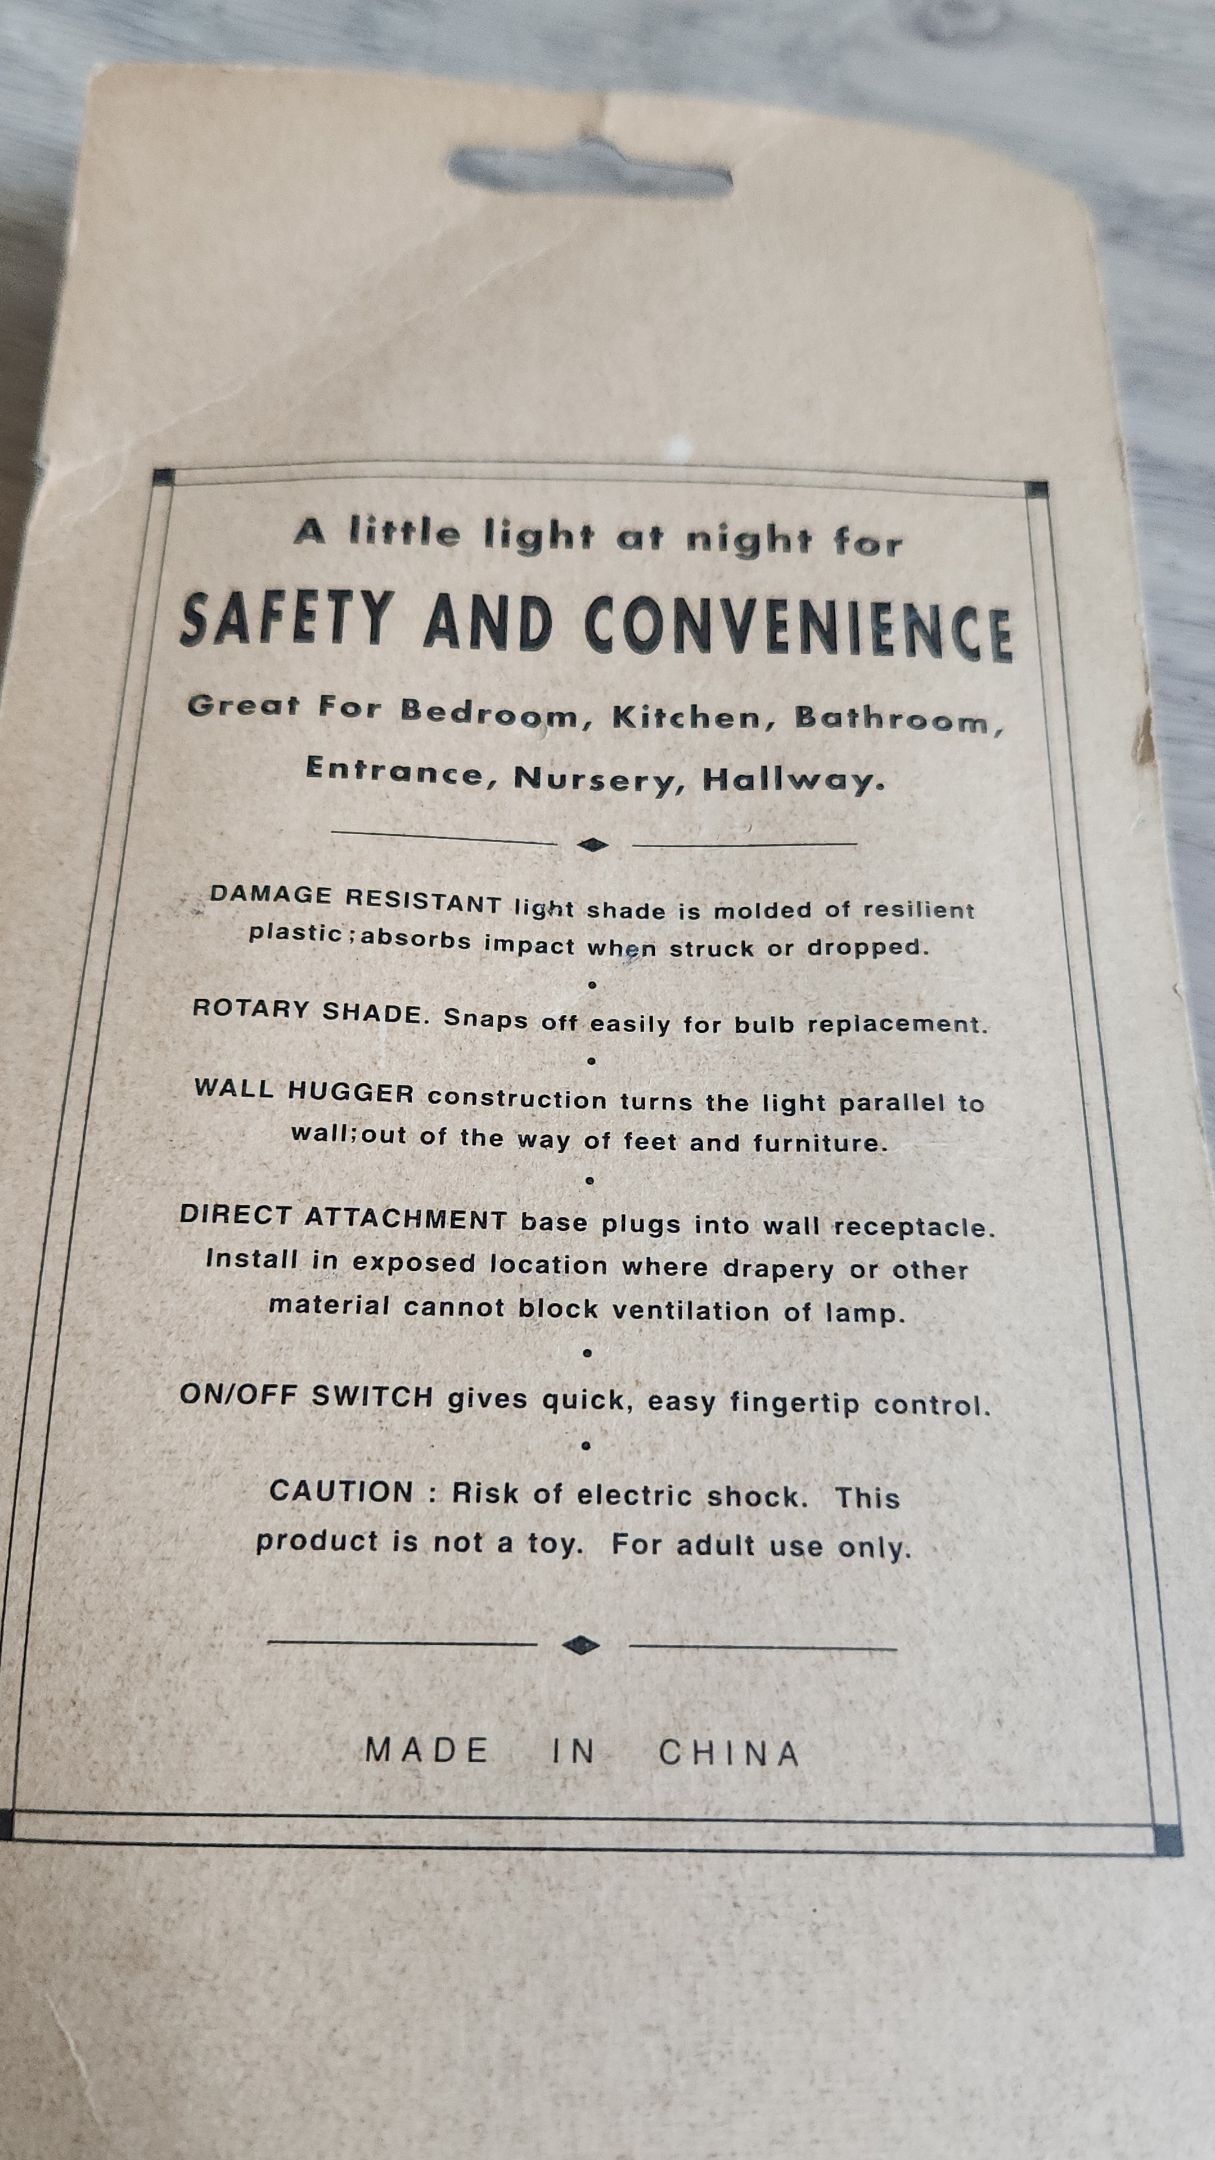 A little light at night for
SAFETY AND CONVENIENCE
Great For Bedroom, Kitchen, Bathroom,
Entrance, Nursery, Hallway.
DAMAGE RESISTANT light shade is molded of resilient
plastic;absorbs impact when struck or dropped.
•
ROTARY SHADE. Snaps off easily for bulb replacement.
•
WALL HUGGER construction turns the light parallel to
wall;out of the way of feet and furniture.
•
DIRECT ATTACHMENT base plugs into wall receptacle.
Install in exposed location where drapery or other
material cannot block ventilation of lamp.
•
ON/OFF SWITCH gives quick, easy fingertip control.
•
CAUTION : Risk of electric shock. This
product is not a toy. For adult use only.
MADE IN CHINA